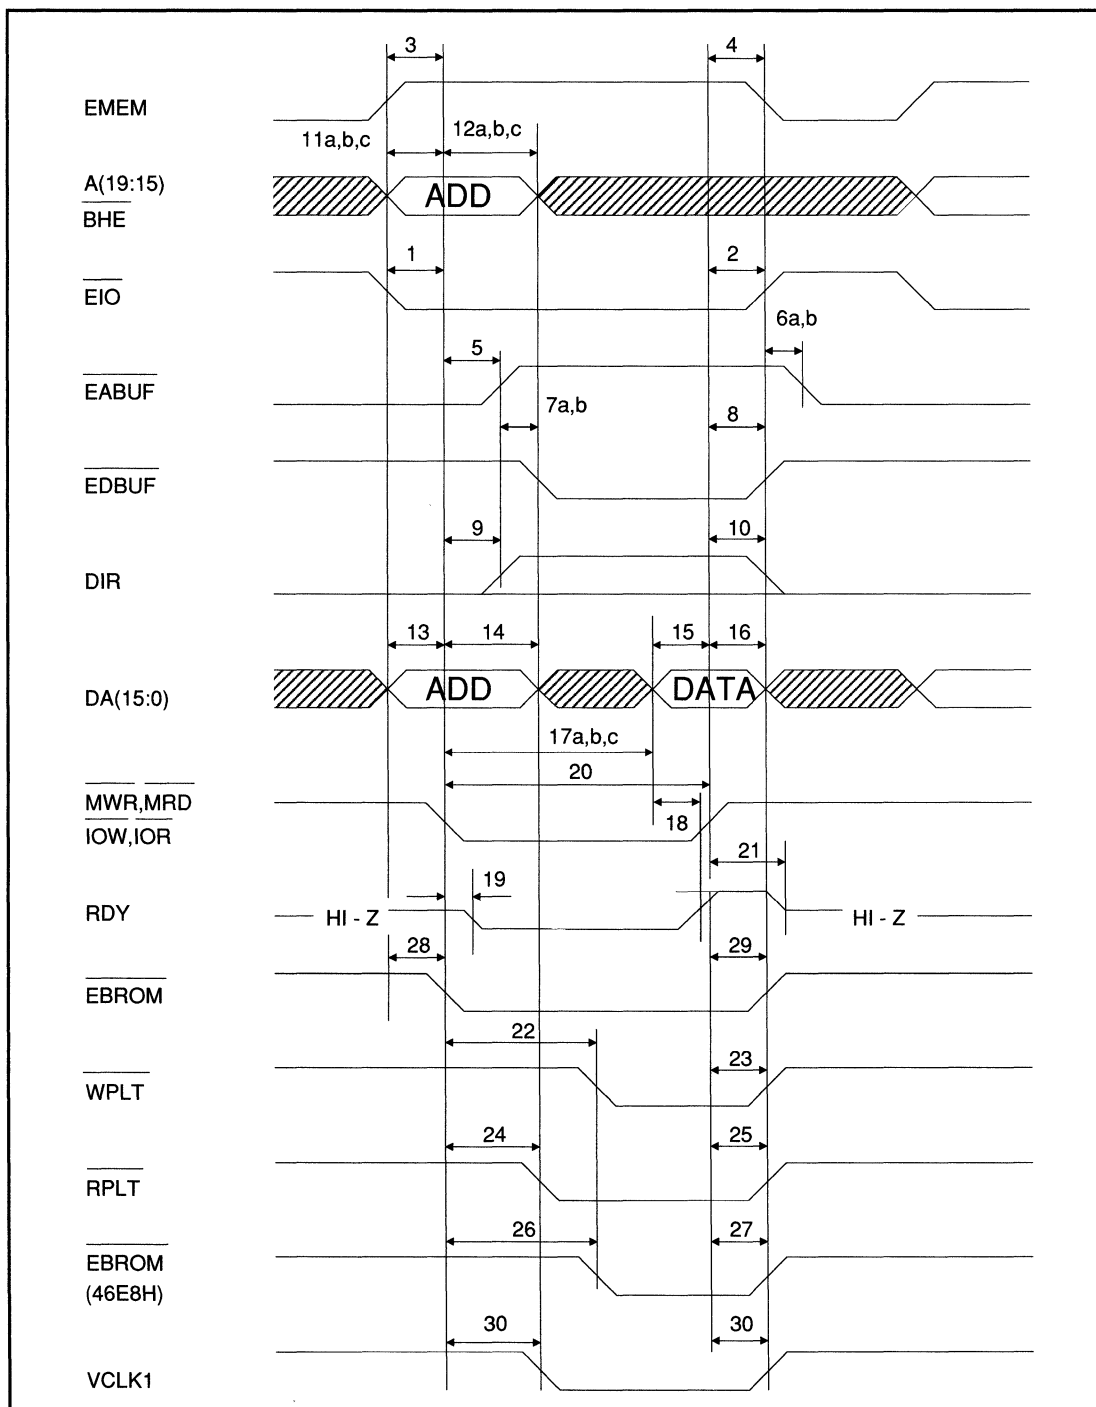 3
4
EMEM
11a,b,c
12a,b,c
A(19:15)
BHE
ADD
1
2
EIO
6a,b
5
EABUF
7a,b
8
EDBUF
9
10
DIR
13
14
15
16
DA(15:0)
ADD
DATA
17a,b,c
20
MWR,MRD
IOW,IOR
18
21
19
RDY
HI - Z
HI - Z
28
29
EBROM
22
23
WPLT
24
25
RPLT
26
27
EBROM
(46E8H)
30
30
VCLK1